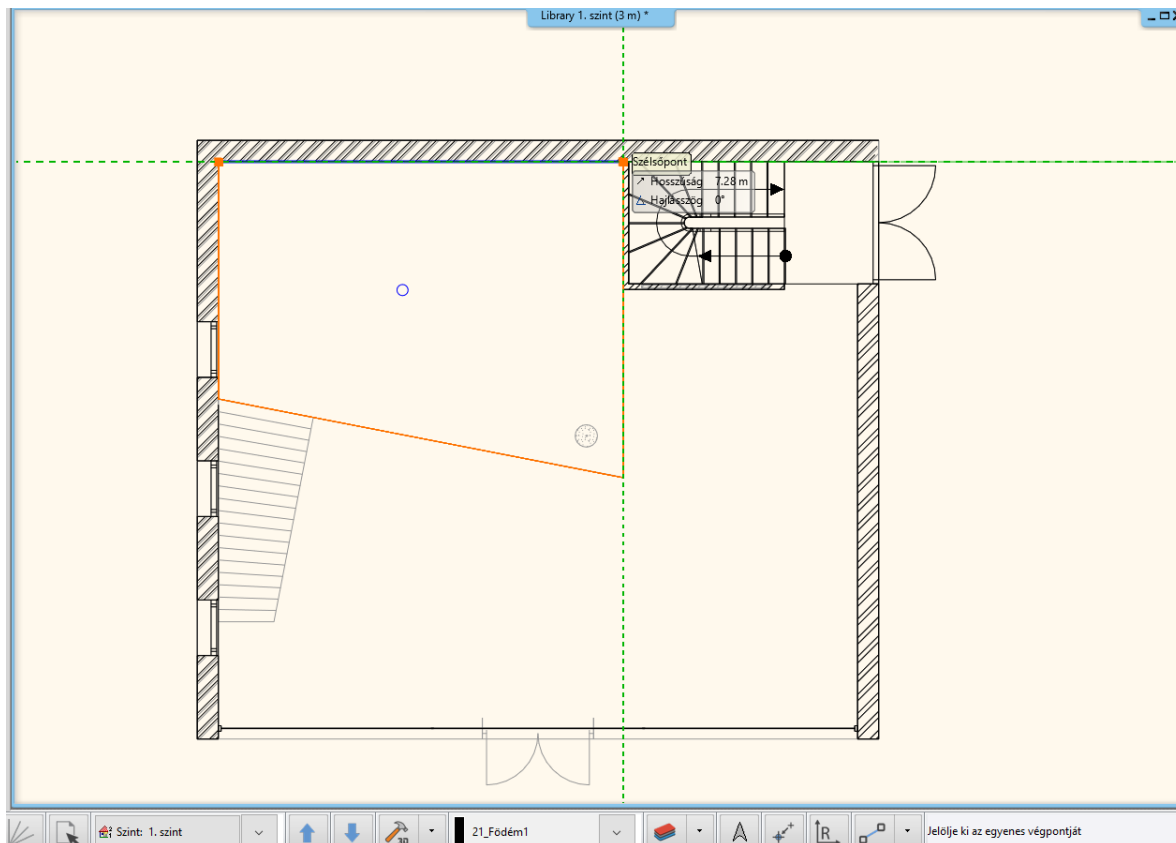 Library 1. szint (3 m) *
Szélsőpont
Hosszúság 7.28 m
Hajlásszög 0°
Szint: 1. szint
3D
21_Födém1
R
Jelölje ki az egyenes végpontját